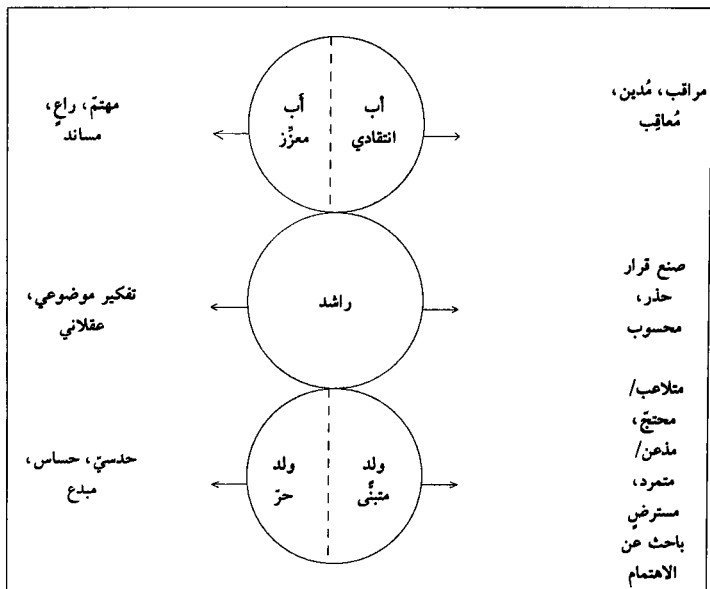 مراقب، مُدين،
مُعاقِب
أب
انتقادي
أَب
معزِّز
مهتمّ، راعٍ،
مساند
صنع قرار
حذر،
محسوب
راشد
تفكير موضوعي،
عقلاني
متلاعب/
محتجّ،
مذعن/
متمرد،
مسترضٍ
باحث عن
الاهتمام
ولد
متبنَّى
ولد
حرّ
حدسيّ، حساس،
مبدع